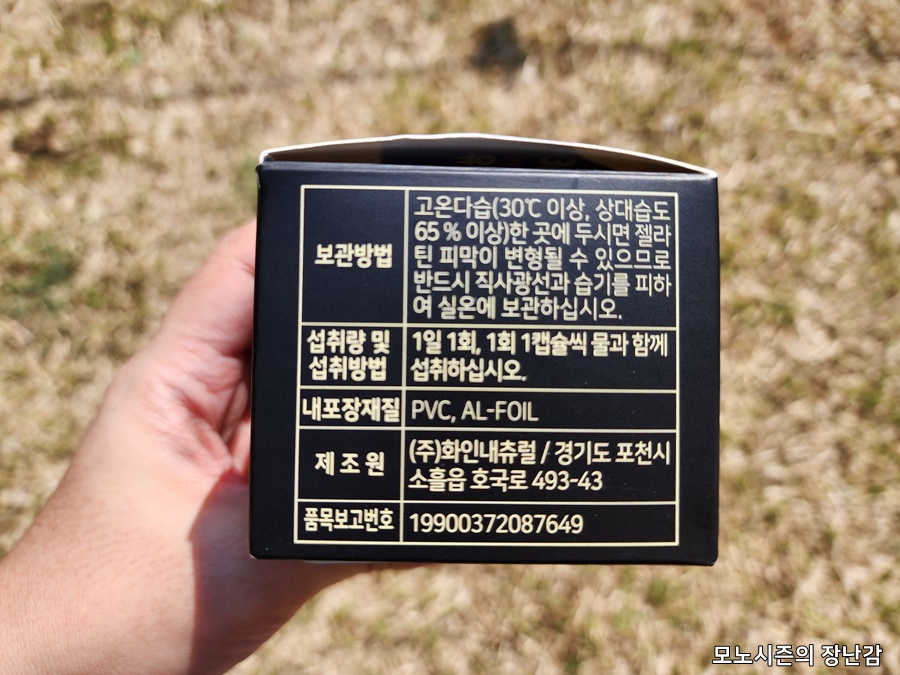 보관방법
고온다습(30℃ 이상, 상대습도
65 % 이상)한 곳에 두시면 젤라
틴 피막이 변형될 수 있으므로
반드시 직사광선과 습기를 피하
여 실온에 보관하십시오.
섭취량 및
섭취방법
1일 1회, 1회 1캡슐씩 물과 함께
섭취하십시오.
내포장재질
PVC, AL-FOIL
제조원
(주)화인내츄럴 / 경기도 포천시
소흘읍 호국로 493-43
품목보고번호
19900372087649
모노시즌의 장난감